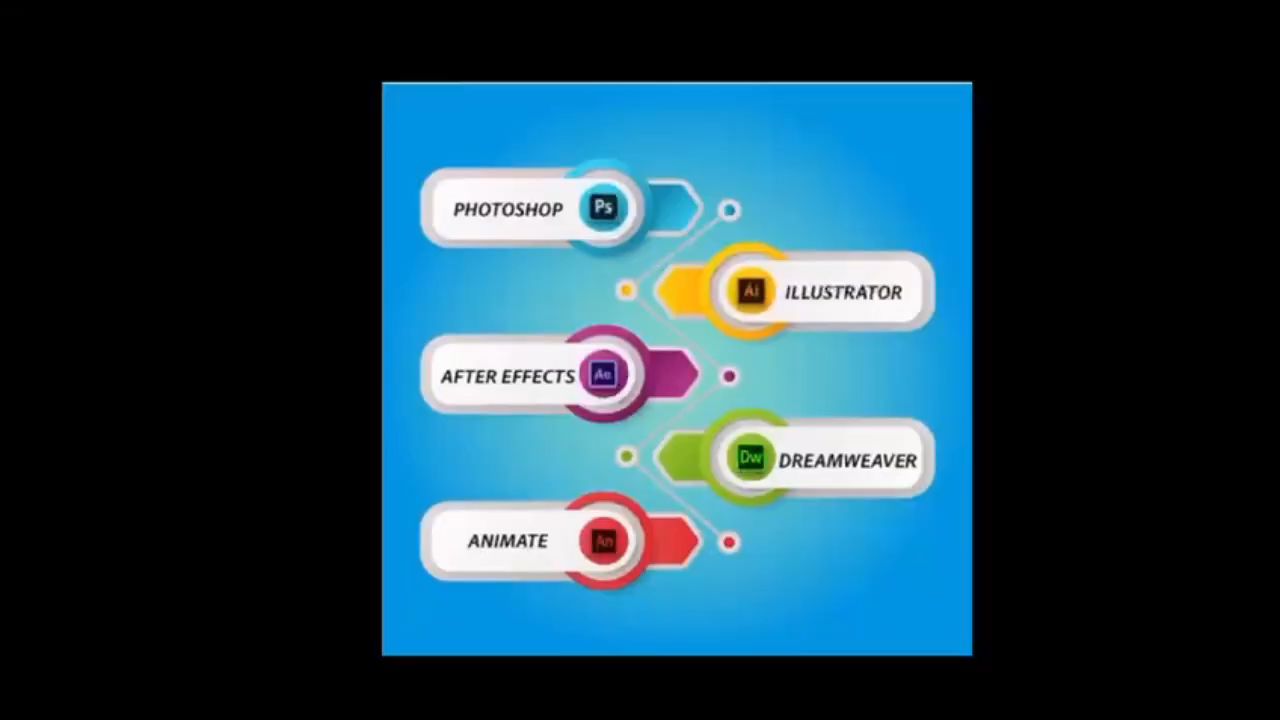 PHOTOSHOP Ps
Ai ILLUSTRATOR
AFTER EFFECTS Ae
Dw DREAMWEAVER
ANIMATE An